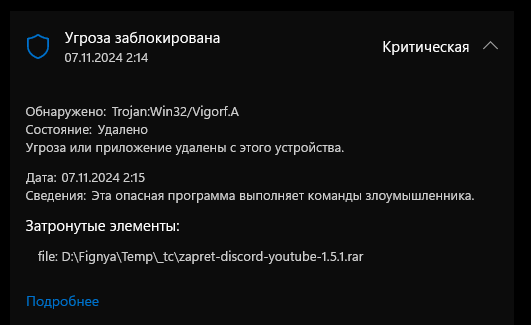 Угроза заблокирована
07.11.2024 2:14
Критическая
Обнаружено: Trojan:Win32/Vigorf.A
Состояние: Удалено
Угроза или приложение удалены с этого устройства.
Дата: 07.11.2024 2:15
Сведения: Эта опасная программа выполняет команды злоумышленника.
Затронутые элементы:
file: D:\Fignya\Temp\_tc\zapret-discord-youtube-1.5.1.rar
Подробнее